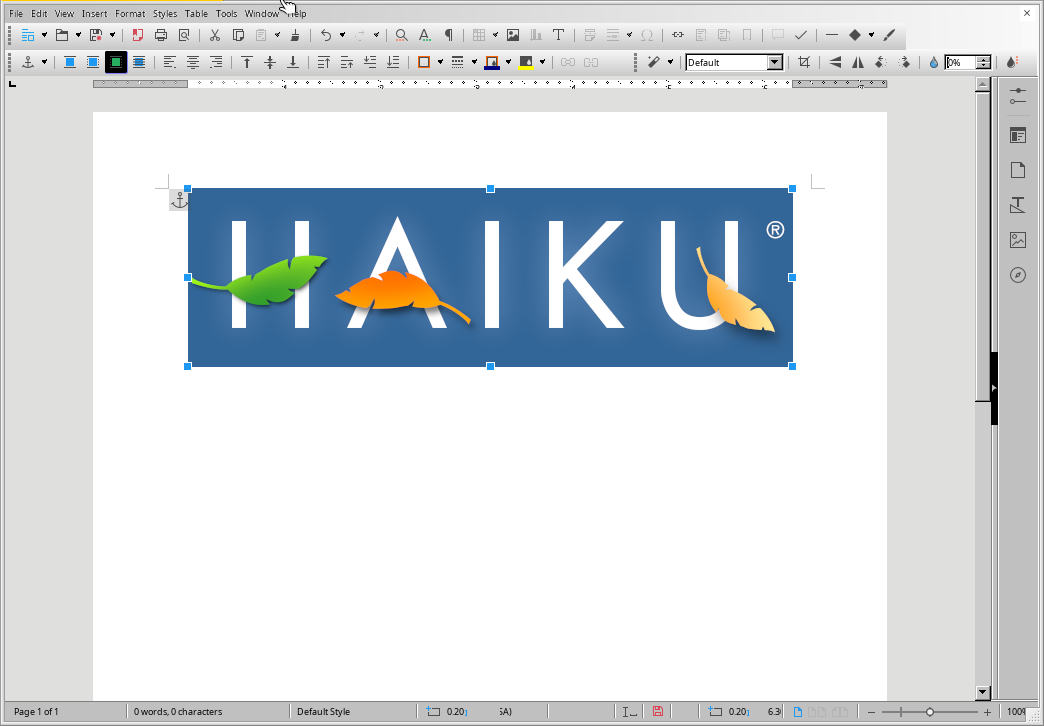 File Edit View Insert Format Styles Table Tools Window Help
Default
0%
HAIKU®
Page 1 of 1
0 words, 0 characters
Default Style
0.20
SA)
0.20
6.3
100%